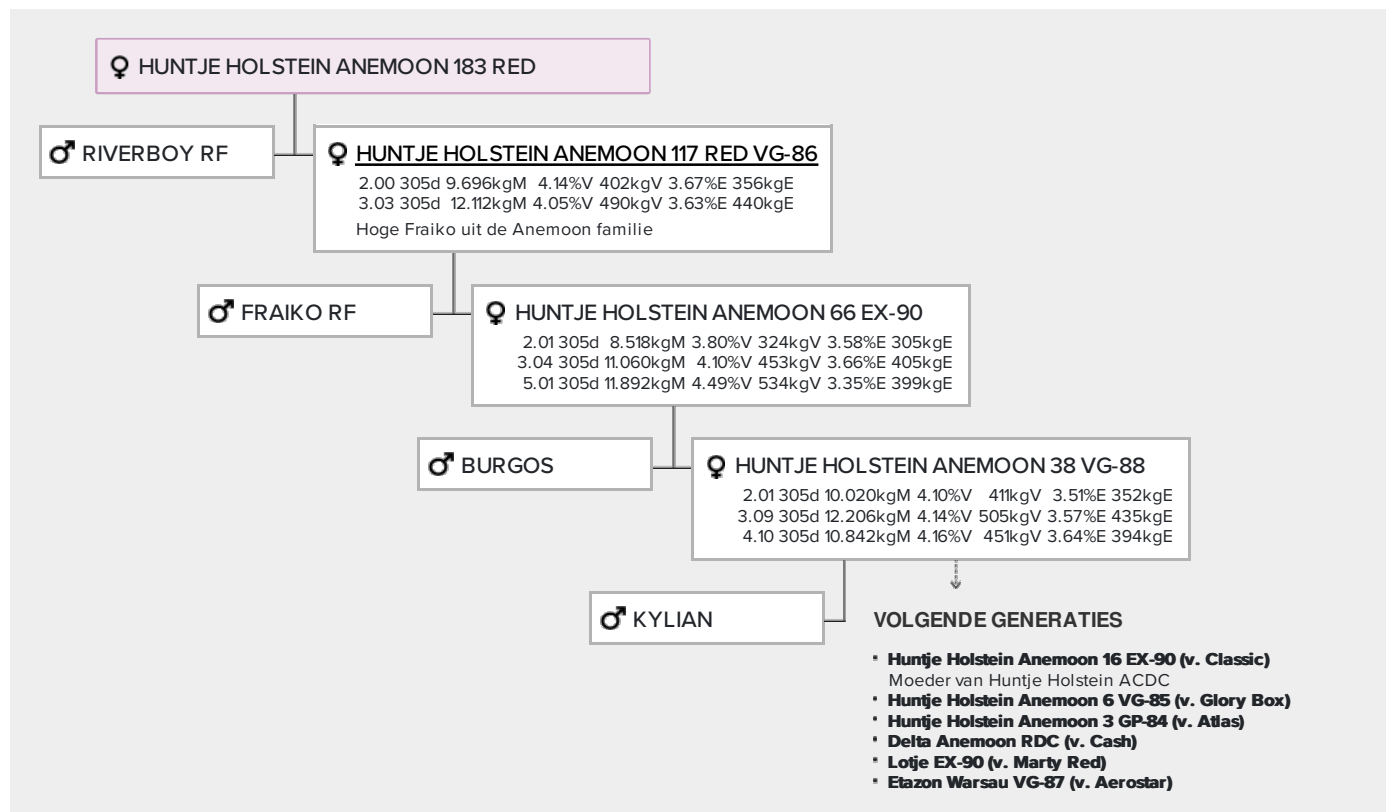 ♀ HUNTJE HOLSTEIN ANEMOON 183 RED
♂ RIVERBOY RF
♀ HUNTJE HOLSTEIN ANEMOON 117 RED VG-86
2.00 305d 9.696kgM 4.14%V 402kgV 3.67%E 356kgE
3.03 305d 12.112kgM 4.05%V 490kgV 3.63%E 440kgE
Hoge Fraiko uit de Anemoon familie
♂ FRAIKO RF
♀ HUNTJE HOLSTEIN ANEMOON 66 EX-90
2.01 305d 8.518kgM 3.80%V 324kgV 3.58%E 305kgE
3.04 305d 11.060kgM 4.10%V 453kgV 3.66%E 405kgE
5.01 305d 11.892kgM 4.49%V 534kgV 3.35%E 399kgE
♂ BURGOS
♀ HUNTJE HOLSTEIN ANEMOON 38 VG-88
2.01 305d 10.020kgM 4.10%V 411kgV 3.51%E 352kgE
3.09 305d 12.206kgM 4.14%V 505kgV 3.57%E 435kgE
4.10 305d 10.842kgM 4.16%V 451kgV 3.64%E 394kgE
♂ KYLIAN
VOLGENDE GENERATIES
• Huntje Holstein Anemoon 16 EX-90 (v. Classic)
Moeder van Huntje Holstein ACDC
• Huntje Holstein Anemoon 6 VG-85 (v. Glory Box)
• Huntje Holstein Anemoon 3 GP-84 (v. Atlas)
• Delta Anemoon RDC (v. Cash)
• Lotje EX-90 (v. Marty Red)
• Etazon Warsau VG-87 (v. Aerostar)